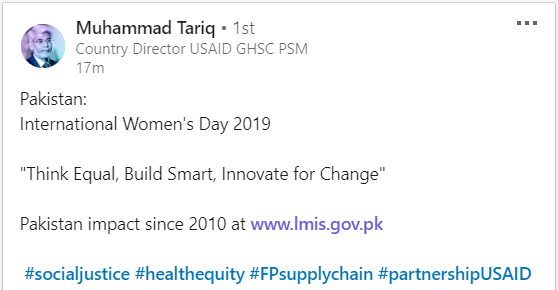 Muhammad Tariq • 1st
Country Director USAID GHSC PSM
17m
Pakistan:
International Women's Day 2019
"Think Equal, Build Smart, Innovate for Change"
Pakistan impact since 2010 at www.lmis.gov.pk
#socialjustice #healthequity #FPsupplychain #partnershipUSAID